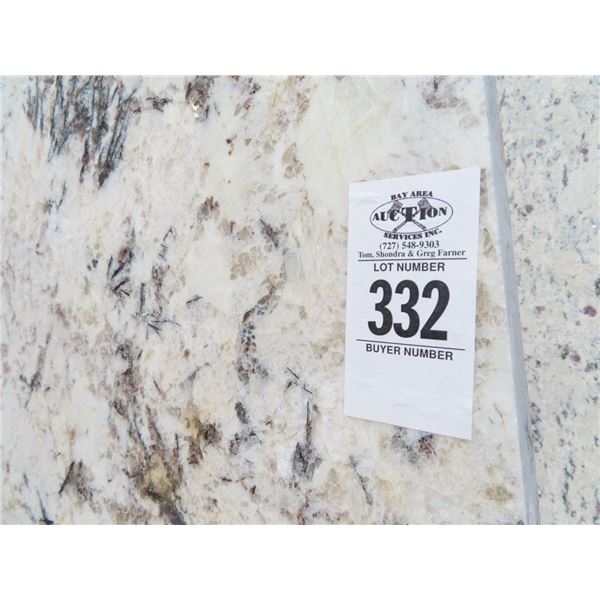 BAY AREA
AUCTION
SERVICES INC.
(727) 548-9303
Tom, Shondra & Greg Farner
LOT NUMBER
332
BUYER NUMBER